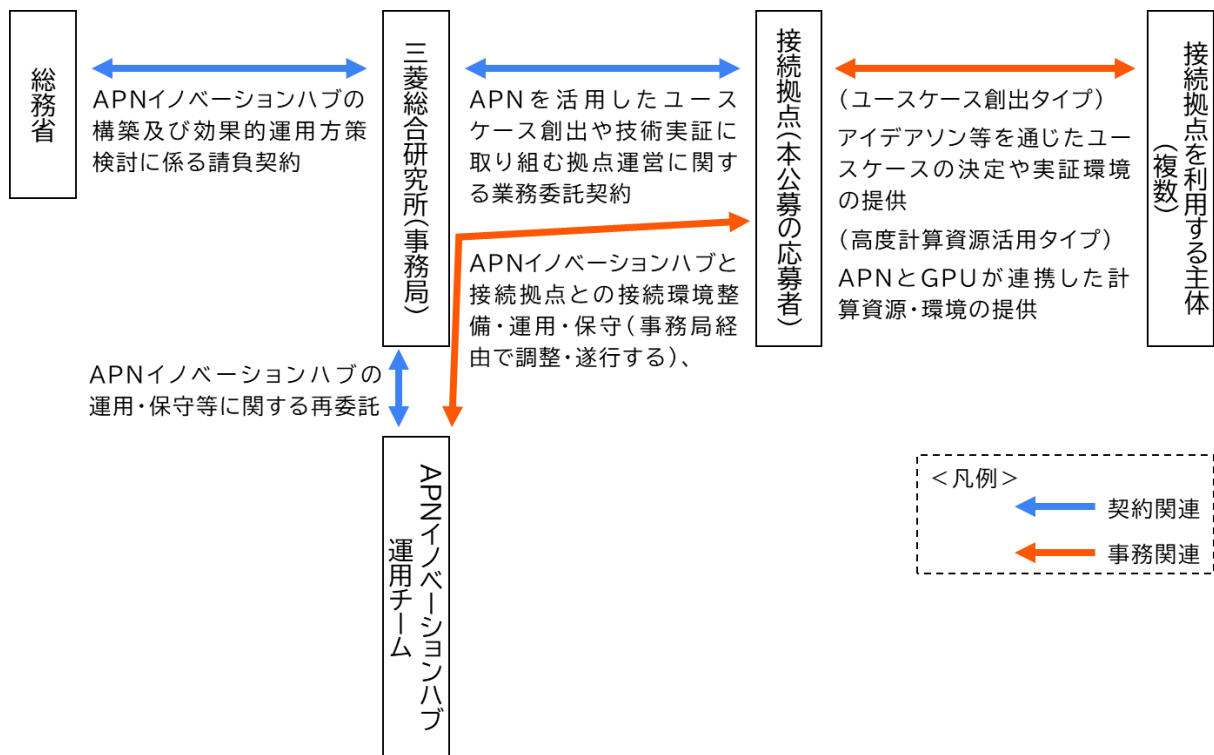 総務省
APNイノベーションハブの
構築及び効果的運用方策
検討に係る請負契約
三菱総合研究所(事務局)
APNを活用したユース
ケース創出や技術実証に
取り組む拠点運営に関す
る業務委託契約
APNイノベーションハブと
接続拠点との接続環境整
備・運用・保守(事務局経
由で調整・遂行する)、
接続拠点(本公募の応募者)
(ユースケース創出タイプ)
アイデアソン等を通じたユ
ースケースの決定や実証環境
の提供
(高度計算資源活用タイプ)
APNとGPUが連携した計
算資源・環境の提供
接続拠点を利用する主体
(複数)
APNイノベーションハブの
運用・保守等に関する再委託
APNイノベーションハブ
運用チーム
<凡例>
契約関連
事務関連